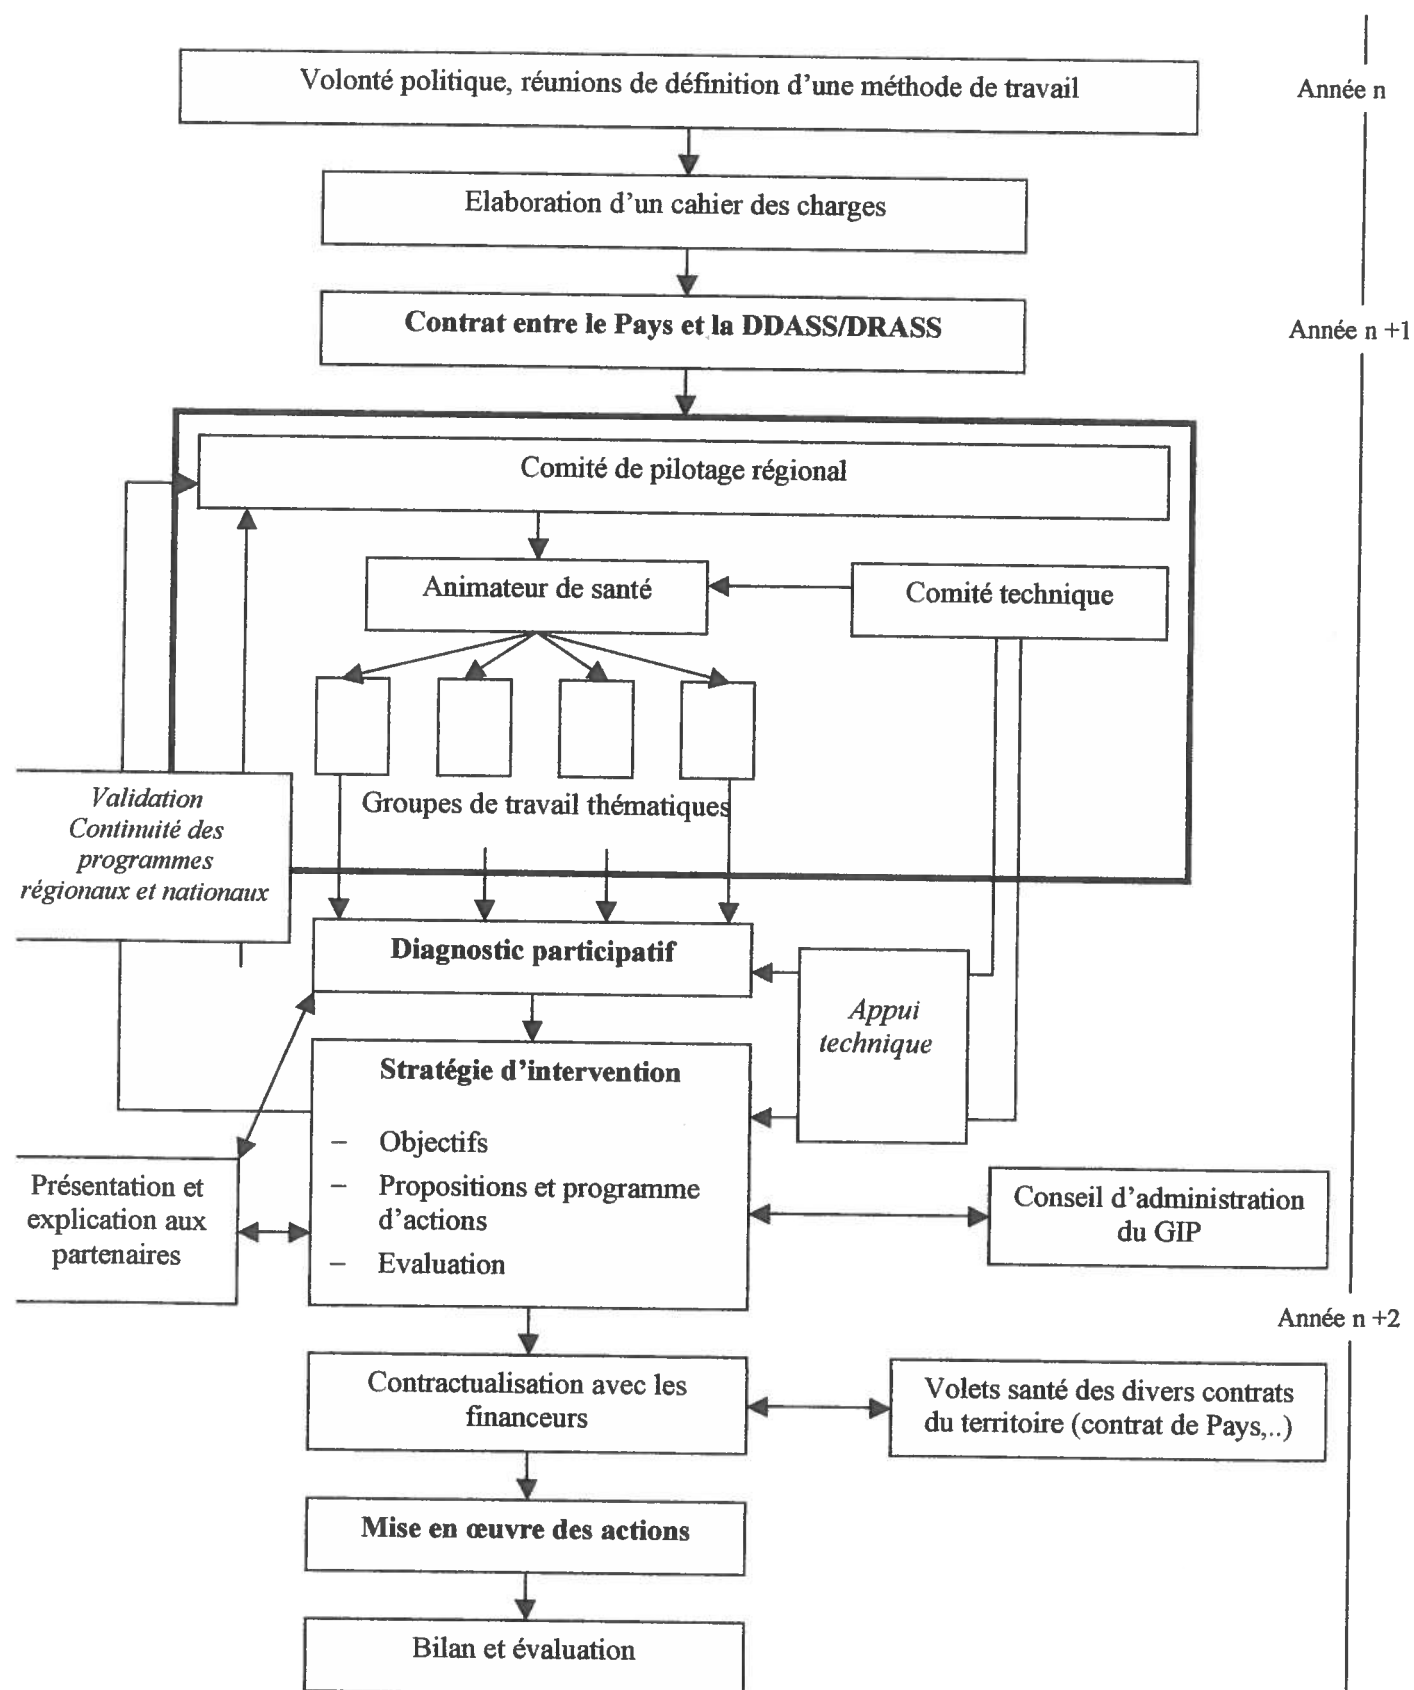 Volonté politique, réunions de définition d'une méthode de travail
Année n
Elaboration d'un cahier des charges
Contrat entre le Pays et la DDASS/DRASS
Année n +1
Comité de pilotage régional
Animateur de santé
Comité technique
Groupes de travail thématiques
Validation
Continuité des
programmes
régionaux et nationaux
Diagnostic participatif
Appui
technique
Stratégie d'intervention
– Objectifs
– Propositions et programme
d'actions
– Evaluation
Présentation et
explication aux
partenaires
Conseil d'administration
du GIP
Année n +2
Contractualisation avec les
financeurs
Volets santé des divers contrats
du territoire (contrat de Pays,..)
Mise en œuvre des actions
Bilan et évaluation